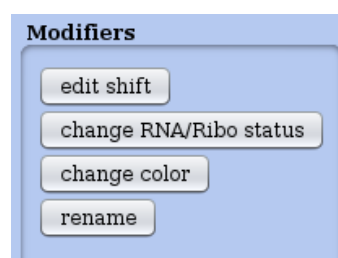 Modifiers
edit shift
change RNA/Ribo status
change color
rename